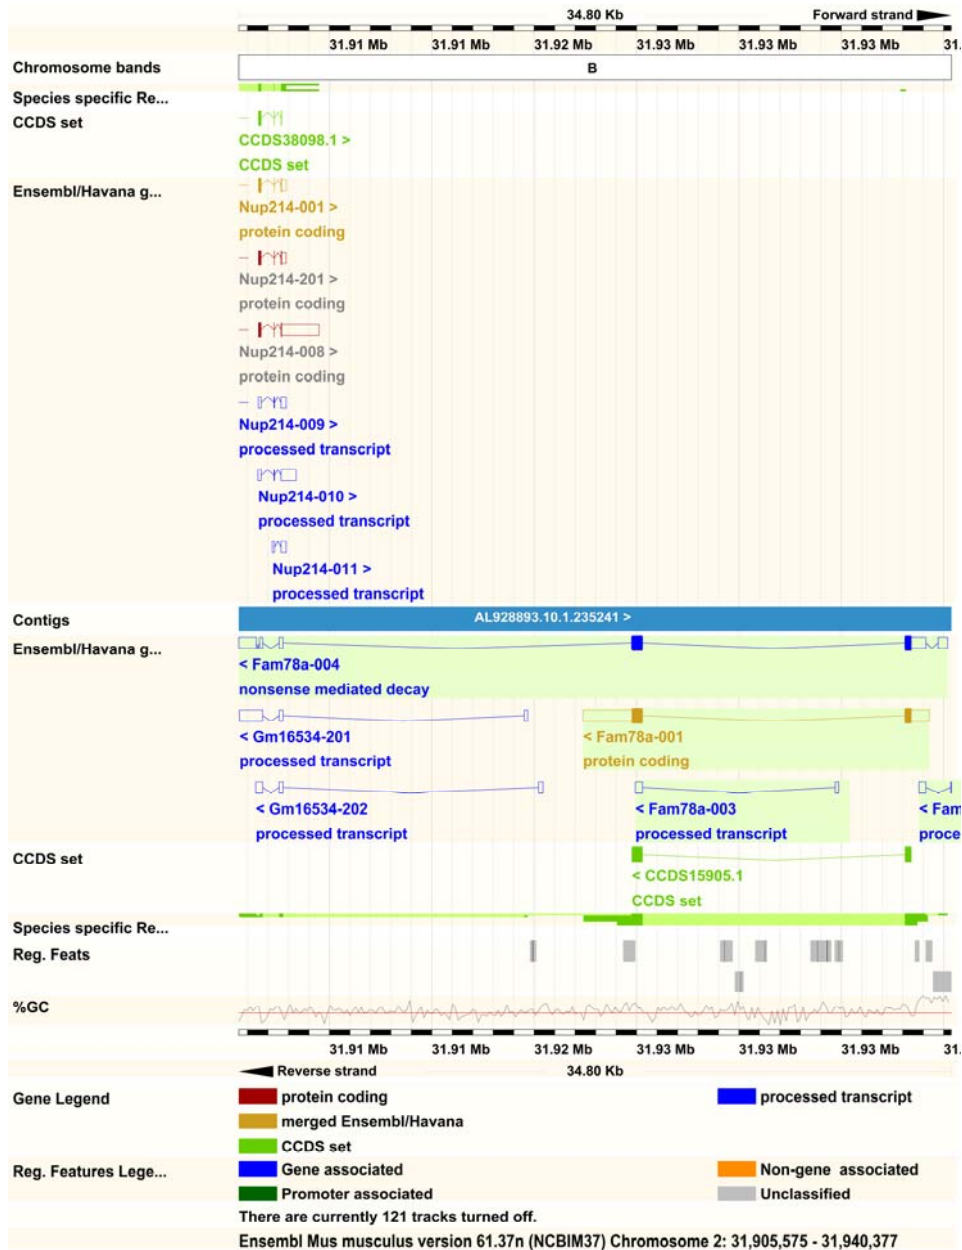 34.80 Kb Forward strand
31.91 Mb 31.91 Mb 31.92 Mb 31.93 Mb 31.93 Mb 31.93 Mb 31.
Chromosome bands B
Species specific Re...
CCDS set
CCDS38098.1 >
CCDS set
Ensembl/Havana g...
Nup214-001 >
protein coding
Nup214-201 >
protein coding
Nup214-008 >
protein coding
Nup214-009 >
processed transcript
Nup214-010 >
processed transcript
Nup214-011 >
processed transcript
Contigs AL928893.10.1.235241 >
Ensembl/Havana g...
< Fam78a-004
nonsense mediated decay
< Gm16534-201 < Fam78a-001
processed transcript protein coding
< Gm16534-202 < Fam78a-003 < Fam
processed transcript processed transcript proce
CCDS set
< CCDS15905.1
CCDS set
Species specific Re...
Reg. Feats
%GC
31.91 Mb 31.91 Mb 31.92 Mb 31.93 Mb 31.93 Mb 31.93 Mb 31.
Reverse strand 34.80 Kb
Gene Legend protein coding processed transcript
merged Ensembl/Havana
CCDS set
Reg. Features Lege... Gene associated Non-gene associated
Promoter associated Unclassified
There are currently 121 tracks turned off.
Ensembl Mus musculus version 61.37n (NCBIM37) Chromosome 2: 31,905,575 - 31,940,377